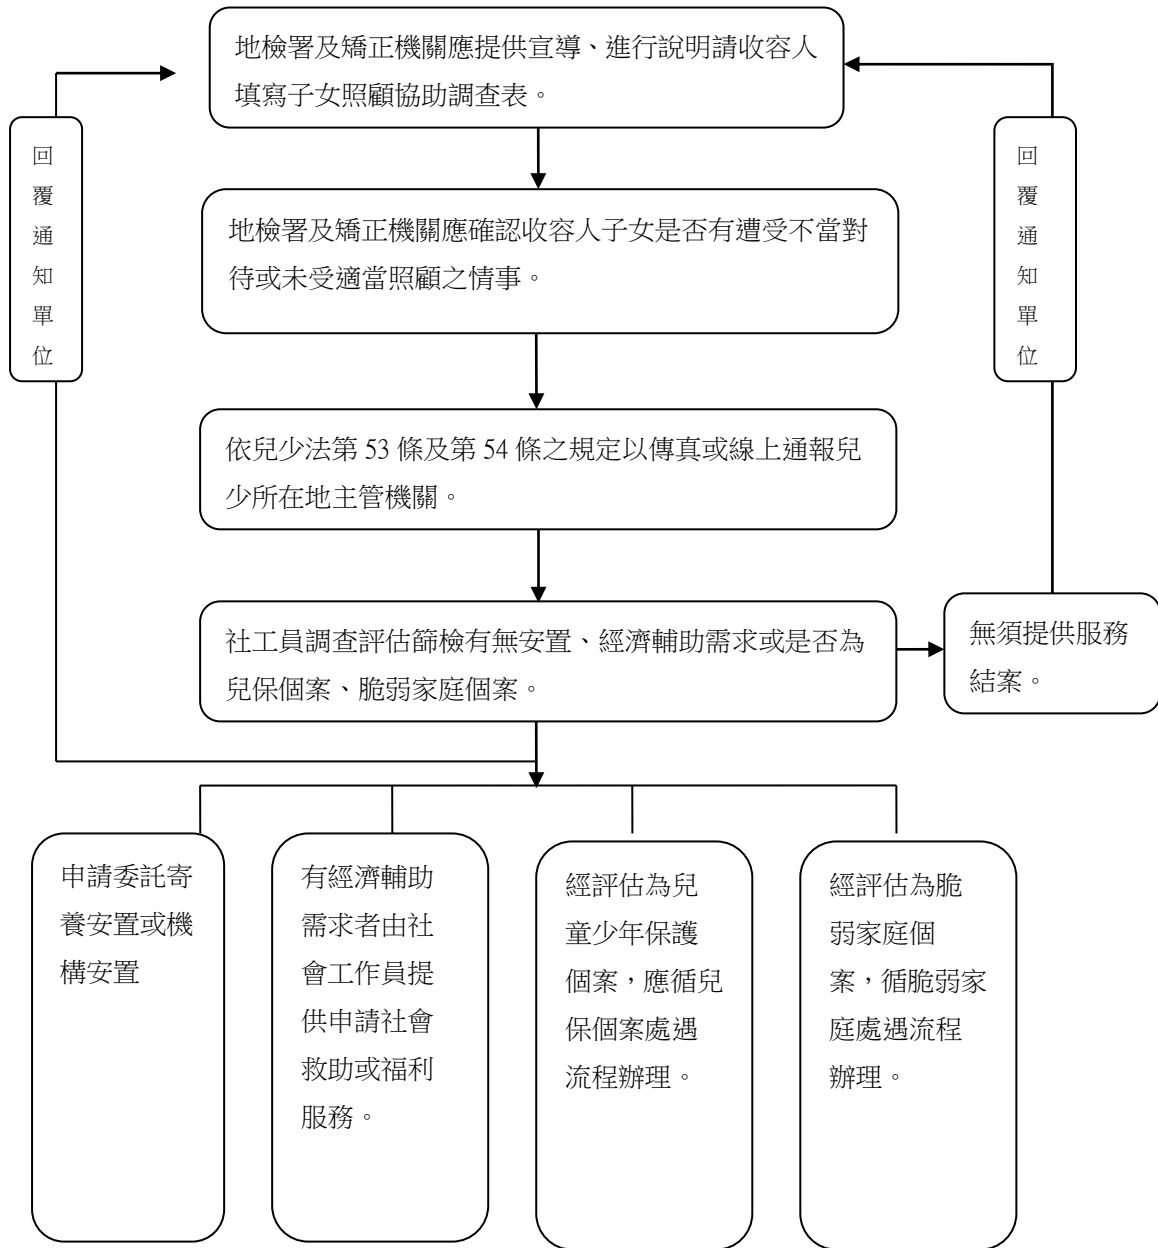 地檢署及矯正機關應提供宣導、進行說明請收容人
填寫子女照顧協助調查表。
回
覆
通
知
單
位
回
覆
通
知
單
位
地檢署及矯正機關應確認收容人子女是否有遭受不當對
待或未受適當照顧之情事。
依兒少法第 53 條及第 54 條之規定以傳真或線上通報兒
少所在地主管機關。
社工員調查評估篩檢有無安置、經濟輔助需求或是否為
兒保個案、脆弱家庭個案。
無須提供服務
結案。
申請委託寄
養安置或機
構安置
有經濟輔助
需求者由社
會工作員提
供申請社會
救助或福利
服務。
經評估為兒
童少年保護
個案，應循兒
保個案處遇
流程辦理。
經評估為脆
弱家庭個
案，循脆弱家
庭處遇流程
辦理。